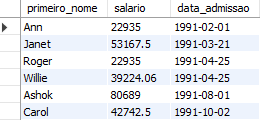 primeiro_nome salario data_admissao
Ann 22935 1991-02-01
Janet 53167.5 1991-03-21
Roger 22935 1991-04-25
Willie 39224.06 1991-04-25
Ashok 80689 1991-08-01
Carol 42742.5 1991-10-02